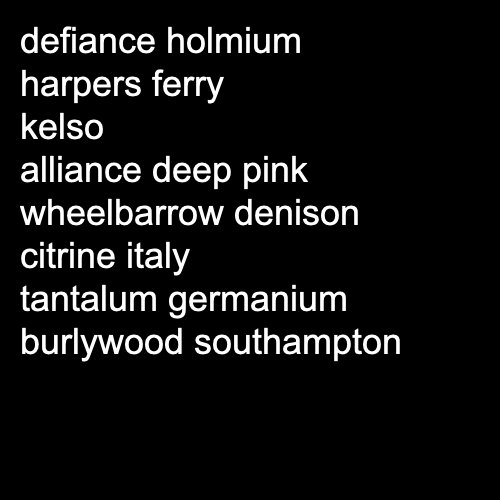 defiance holmium
harpers ferry
kelso
alliance deep pink
wheelbarrow denison
citrine italy
tantalum germanium
burlywood southampton